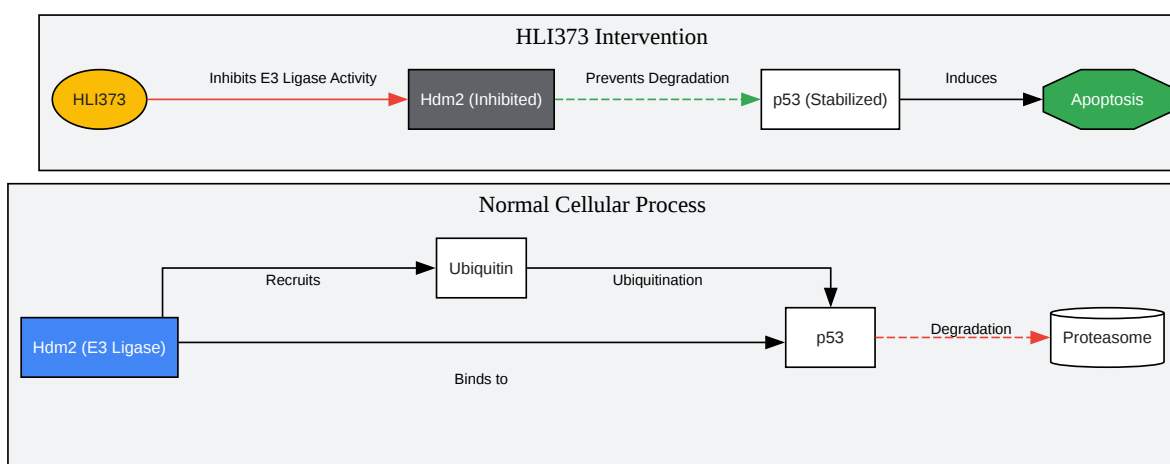 HLI373 Intervention
HLI373
Inhibits E3 Ligase Activity
Hdm2 (Inhibited)
Prevents Degradation
p53 (Stabilized)
Induces
Apoptosis
Normal Cellular Process
Hdm2 (E3 Ligase)
Recruits
Ubiquitin
Ubiquitination
Binds to
p53
Degradation
Proteasome